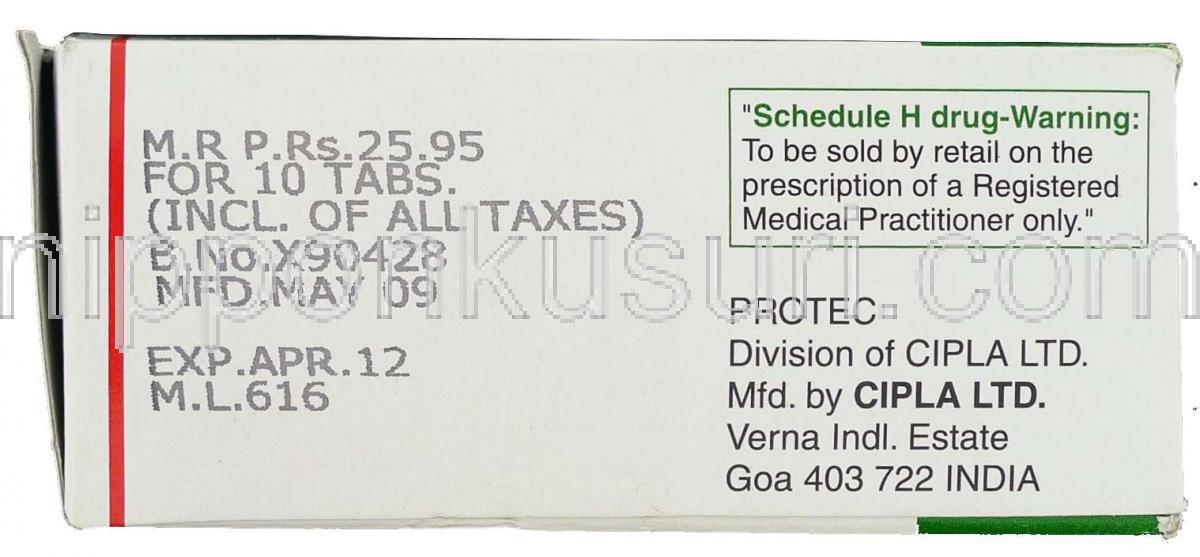 M.R P.Rs.25.95
FOR 10 TABS.
(INCL. OF ALL TAXES)
B.No.X90428
MFD.MAY 09
EXP.APR.12
M.L.616
"Schedule H drug-Warning:
To be sold by retail on the
prescription of a Registered
Medical Practitioner only."
PROTEC
Division of CIPLA LTD.
Mfd. by CIPLA LTD.
Verna Indl. Estate
Goa 403 722 INDIA
nipponkusuri.com